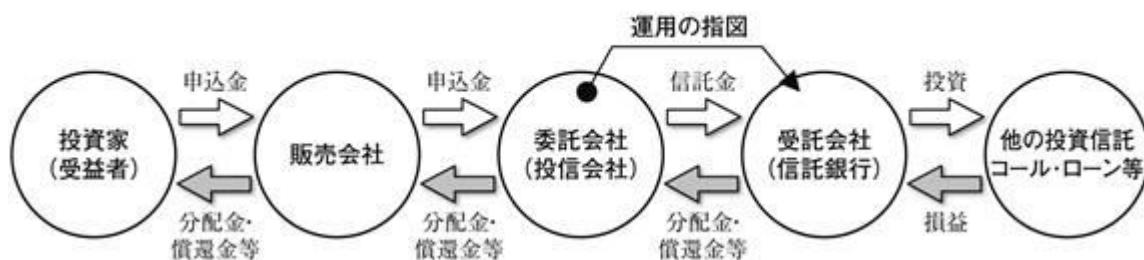 運用の指図
申込金
申込金
信託金
投資
投資家
(受益者)
販売会社
委託会社
(投信会社)
受託会社
(信託銀行)
他の投資信託
コール・ローン等
分配金・
償還金等
分配金・
償還金等
分配金・
償還金等
損益